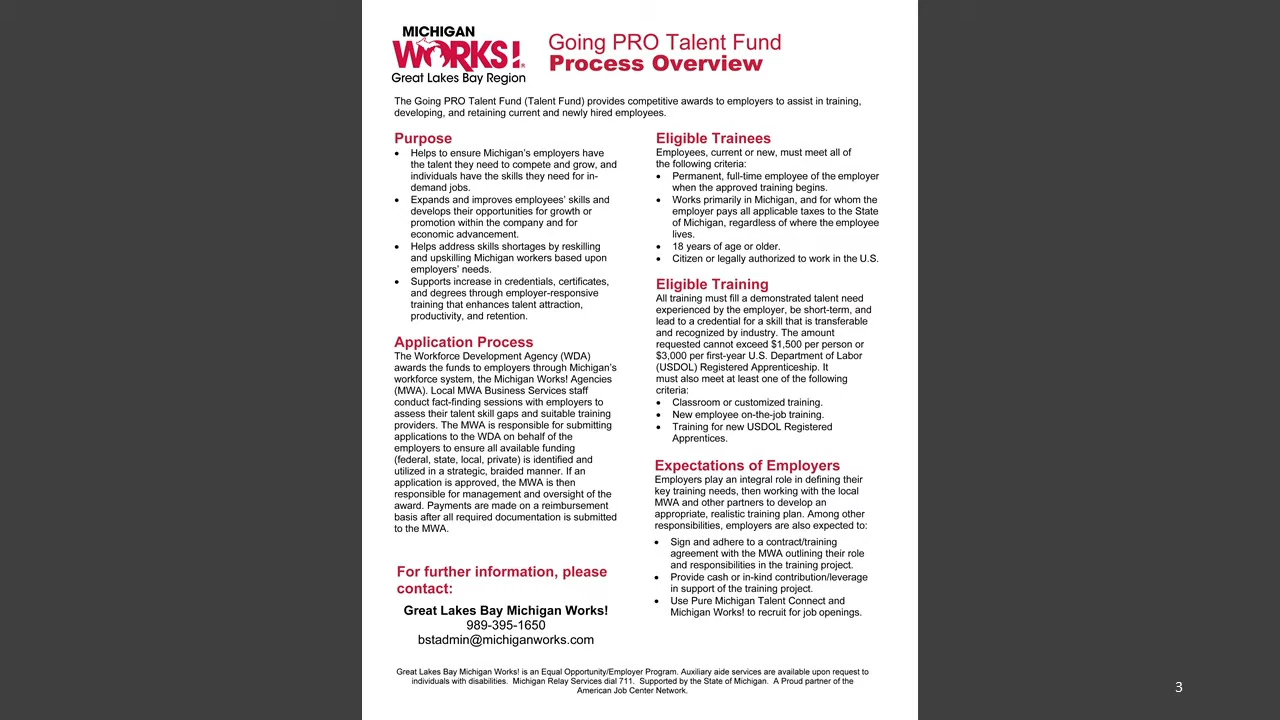 MICHIGAN
WORKS!®
Great Lakes Bay Region
Going PRO Talent Fund
Process Overview
The Going PRO Talent Fund (Talent Fund) provides competitive awards to employers to assist in training,
developing, and retaining current and newly hired employees.
Purpose
• Helps to ensure Michigan's employers have
the talent they need to compete and grow, and
individuals have the skills they need for in-
demand jobs.
• Expands and improves employees' skills and
develops their opportunities for growth or
promotion within the company and for
economic advancement.
• Helps address skills shortages by reskilling
and upskilling Michigan workers based upon
employers' needs.
• Supports increase in credentials, certificates,
and degrees through employer-responsive
training that enhances talent attraction,
productivity, and retention.
Application Process
The Workforce Development Agency (WDA)
awards the funds to employers through Michigan's
workforce system, the Michigan Works! Agencies
(MWA). Local MWA Business Services staff
conduct fact-finding sessions with employers to
assess their talent skill gaps and suitable training
providers. The MWA is responsible for submitting
applications to the WDA on behalf of the
employers to ensure all available funding
(federal, state, local, private) is identified and
utilized in a strategic, braided manner. If an
application is approved, the MWA is then
responsible for management and oversight of the
award. Payments are made on a reimbursement
basis after all required documentation is submitted
to the MWA.
For further information, please
contact:
Great Lakes Bay Michigan Works!
989-395-1650
bstadmin@michiganworks.com
Eligible Trainees
Employees, current or new, must meet all of
the following criteria:
• Permanent, full-time employee of the employer
when the approved training begins.
• Works primarily in Michigan, and for whom the
employer pays all applicable taxes to the State
of Michigan, regardless of where the employee
lives.
• 18 years of age or older.
• Citizen or legally authorized to work in the U.S.
Eligible Training
All training must fill a demonstrated talent need
experienced by the employer, be short-term, and
lead to a credential for a skill that is transferable
and recognized by industry. The amount
requested cannot exceed $1,500 per person or
$3,000 per first-year U.S. Department of Labor
(USDOL) Registered Apprenticeship. It
must also meet at least one of the following
criteria:
• Classroom or customized training.
• New employee on-the-job training.
• Training for new USDOL Registered
Apprentices.
Expectations of Employers
Employers play an integral role in defining their
key training needs, then working with the local
MWA and other partners to develop an
appropriate, realistic training plan. Among other
responsibilities, employers are also expected to:
• Sign and adhere to a contract/training
agreement with the MWA outlining their role
and responsibilities in the training project.
• Provide cash or in-kind contribution/leverage
in support of the training project.
• Use Pure Michigan Talent Connect and
Michigan Works! to recruit for job openings.
Great Lakes Bay Michigan Works! is an Equal Opportunity/Employer Program. Auxiliary aide services are available upon request to
individuals with disabilities. Michigan Relay Services dial 711. Supported by the State of Michigan. A Proud partner of the
American Job Center Network.
3